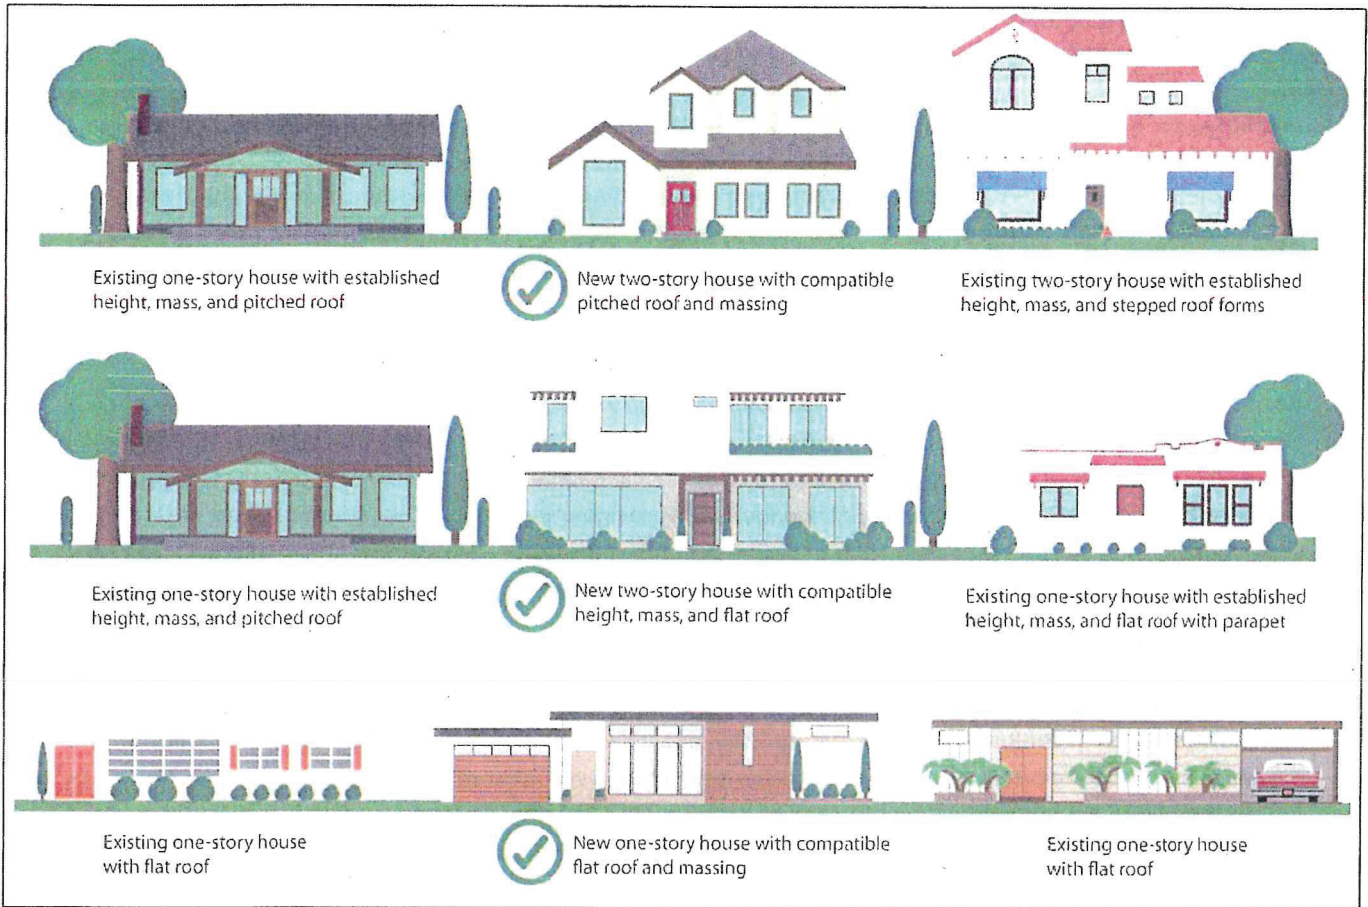 Existing one-story house with established
height, mass, and pitched roof
New two-story house with compatible
pitched roof and massing
Existing two-story house with established
height, mass, and stepped roof forms
Existing one-story house with established
height, mass, and pitched roof
New two-story house with compatible
height, mass, and flat roof
Existing one-story house with established
height, mass, and flat roof with parapet
Existing one-story house
with flat roof
New one-story house with compatible
flat roof and massing
Existing one-story house
with flat roof